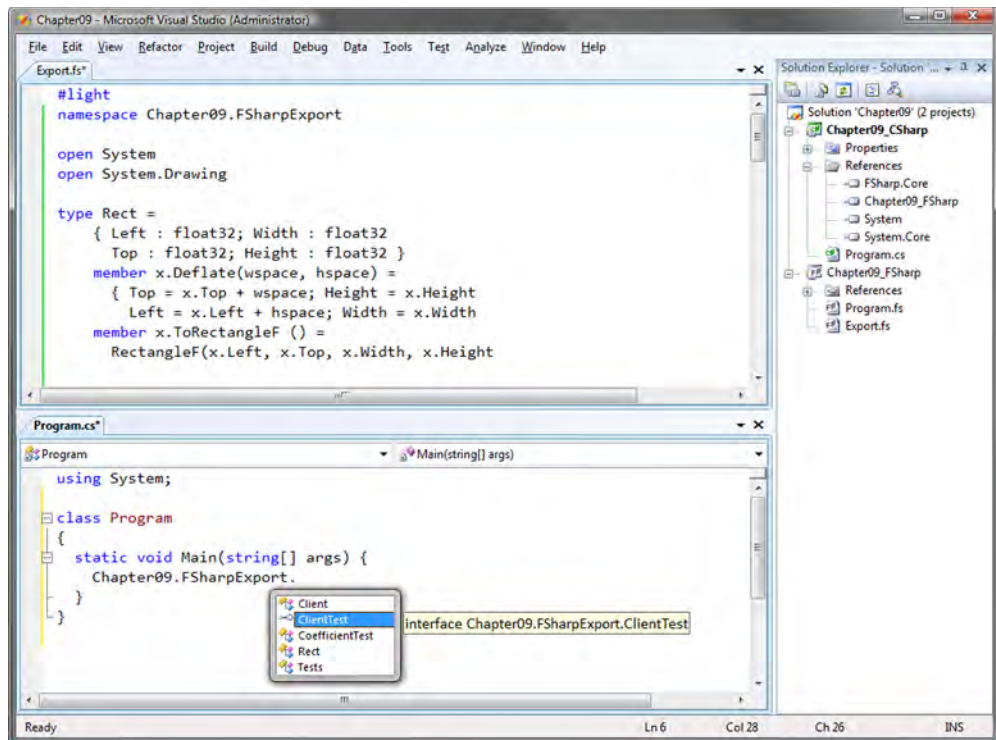 Chapter09 - Microsoft Visual Studio (Administrator)
File Edit View Refactor Project Build Debug Data Tools Test Analyze Window Help
Export.fs*
#light
namespace Chapter09.FSharpExport
open System
open System.Drawing
type Rect =
{ Left : float32; Width : float32
Top : float32; Height : float32 }
member x.Deflate(wspace, hspace) =
{ Top = x.Top + wspace; Height = x.Height
Left = x.Left + hspace; Width = x.Width
member x.ToRectangleF () =
RectangleF(x.Left, x.Top, x.Width, x.Height
Program.cs*
Program
Main(string[] args)
using System;
class Program
{
static void Main(string[] args) {
Chapter09.FSharpExport.
}
}
Client
ClientTest
CoefficientTest
Rect
Tests
interface Chapter09.FSharpExport.ClientTest
Solution Explorer - Solution '...
Solution 'Chapter09' (2 projects)
Chapter09_CSharp
Properties
References
FSharp.Core
Chapter09_FSharp
System
System.Core
Program.cs
Chapter09_FSharp
References
Program.fs
Export.fs
Ready
Ln 6
Col 28
Ch 26
INS